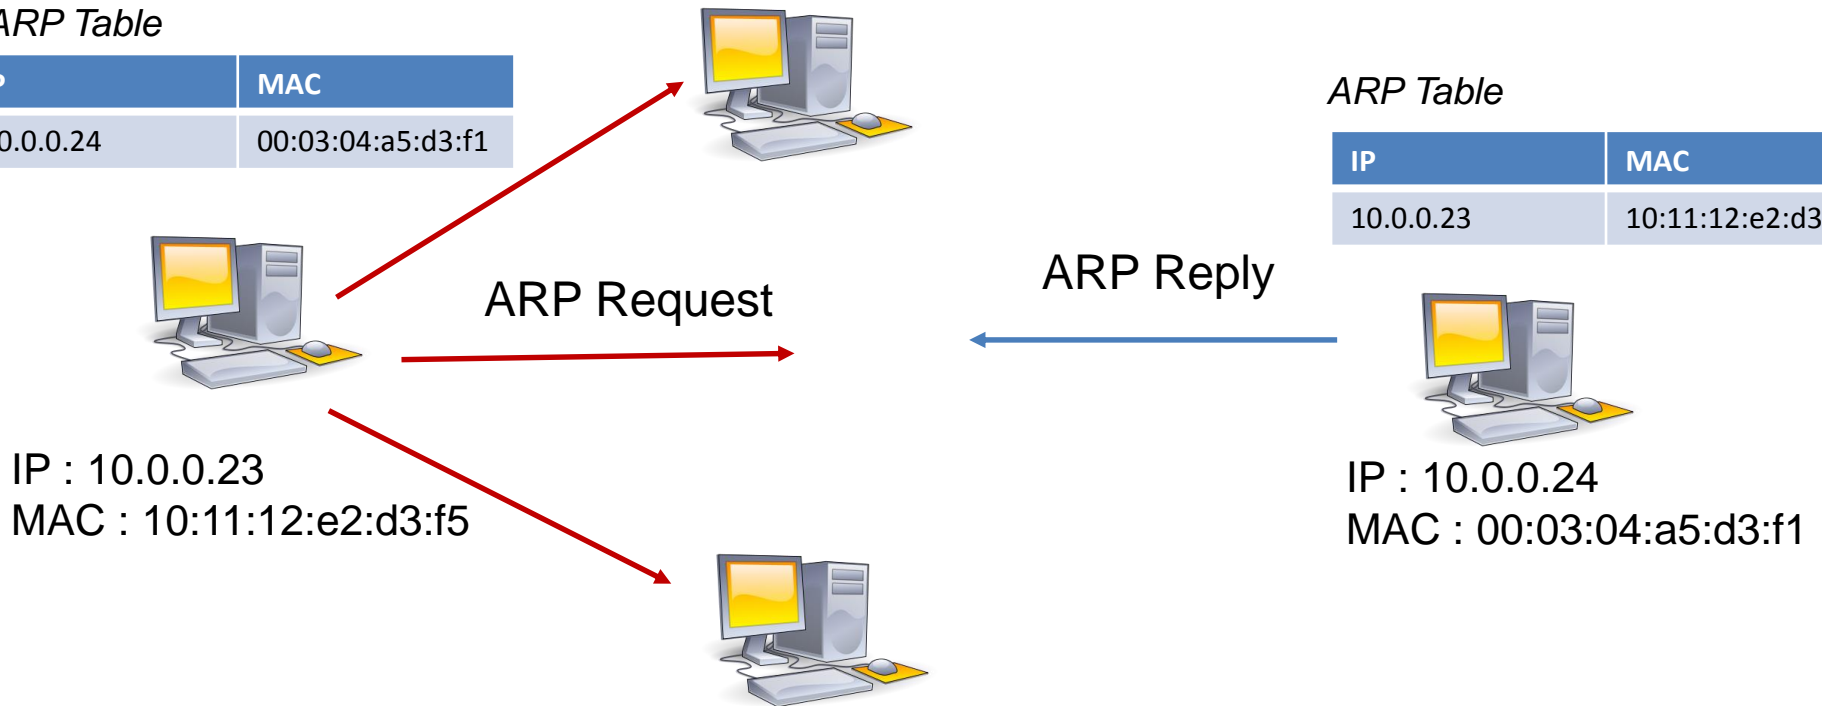 ARP Table
MAC
0.0.0.24 00:03:04:a5:d3:f1
ARP Table
IP MAC
10.0.0.23 10:11:12:e2:d3
ARP Request
ARP Reply
IP : 10.0.0.23
MAC : 10:11:12:e2:d3:f5
IP : 10.0.0.24
MAC : 00:03:04:a5:d3:f1